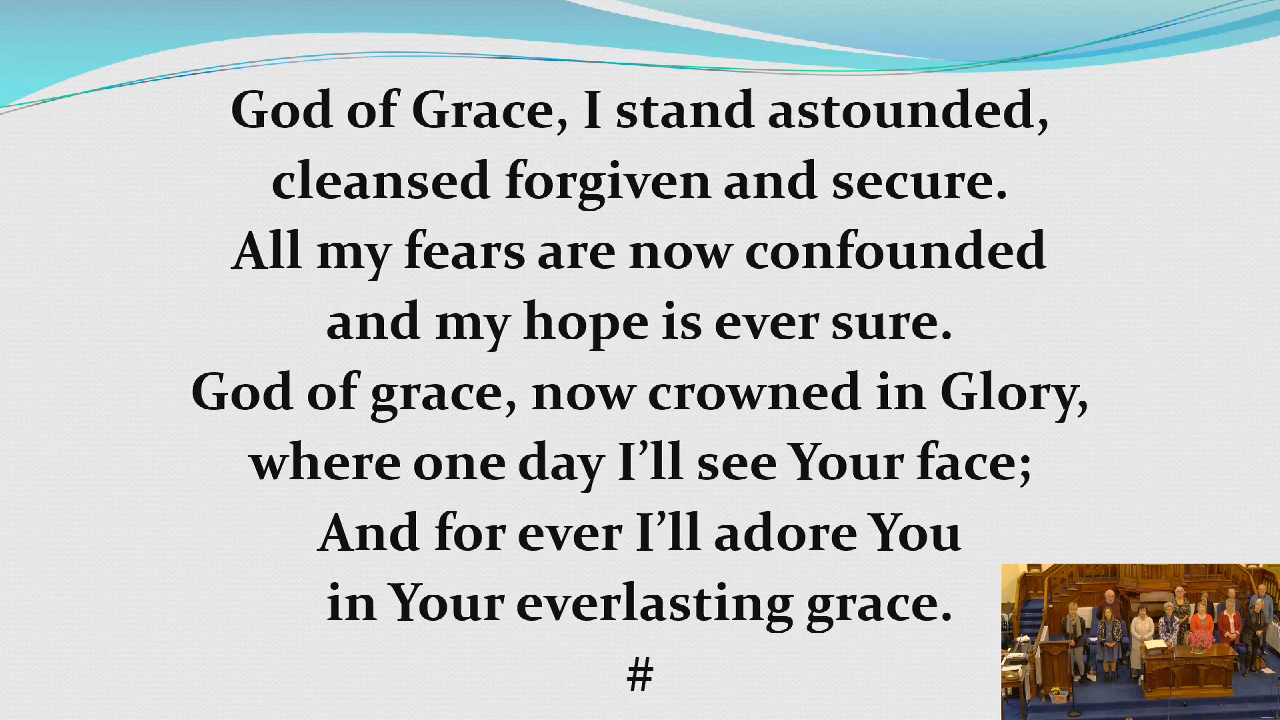 God of Grace, I stand astounded,
cleansed forgiven and secure.
All my fears are now confounded
and my hope is ever sure.
God of grace, now crowned in Glory,
where one day I’ll see Your face;
And for ever I’ll adore You
in Your everlasting grace.
#